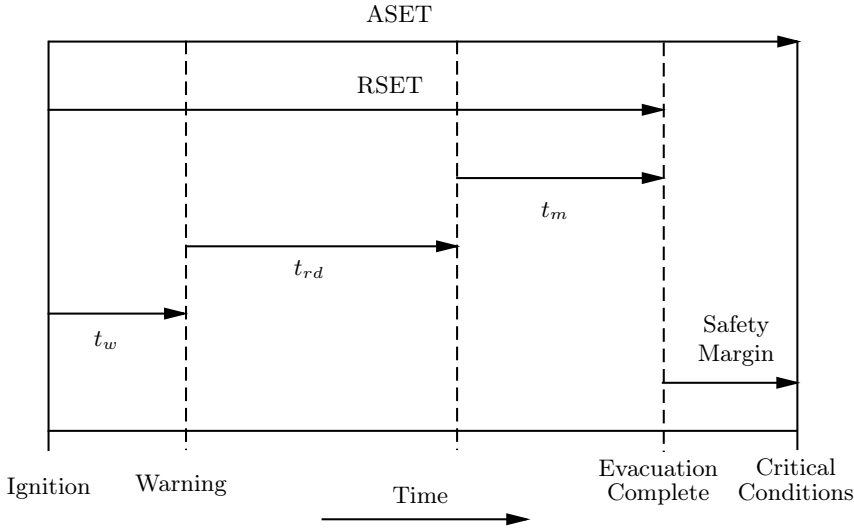 ASET
RSET
t_m
t_rd
t_w
Safety
Margin
Ignition
Warning
Evacuation
Complete
Critical
Conditions
Time